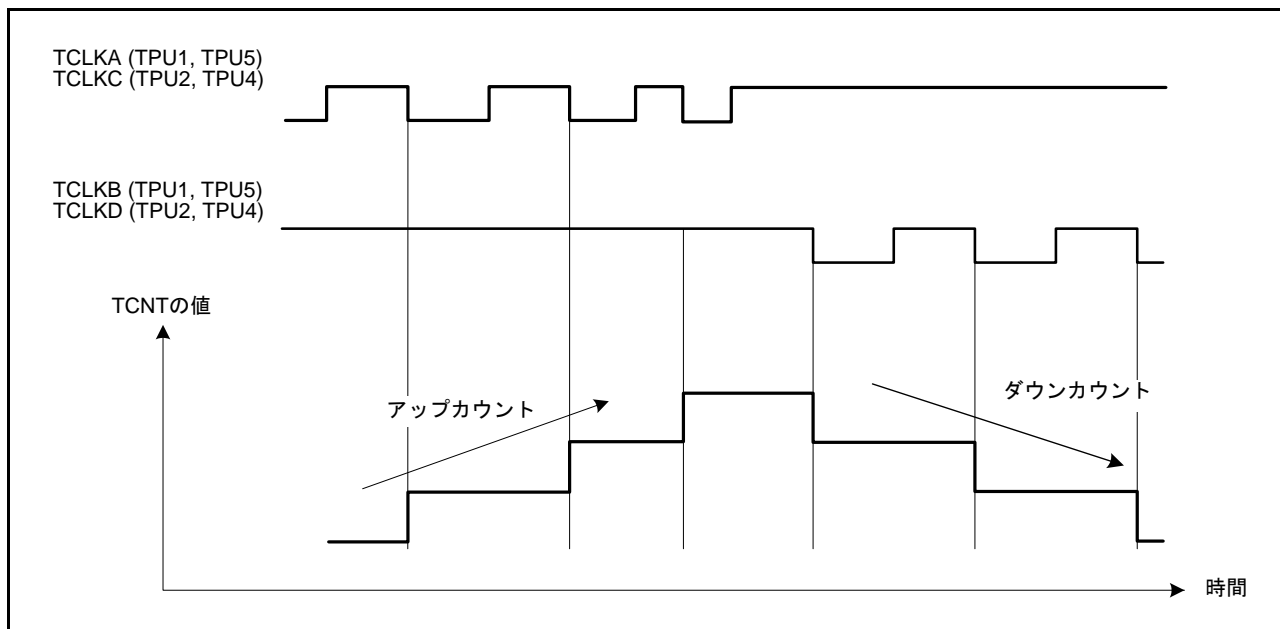 TCLKA (TPU1, TPU5)
TCLKC (TPU2, TPU4)
TCLKB (TPU1, TPU5)
TCLKD (TPU2, TPU4)
TCNTの値
アップカウント
ダウンカウント
時間